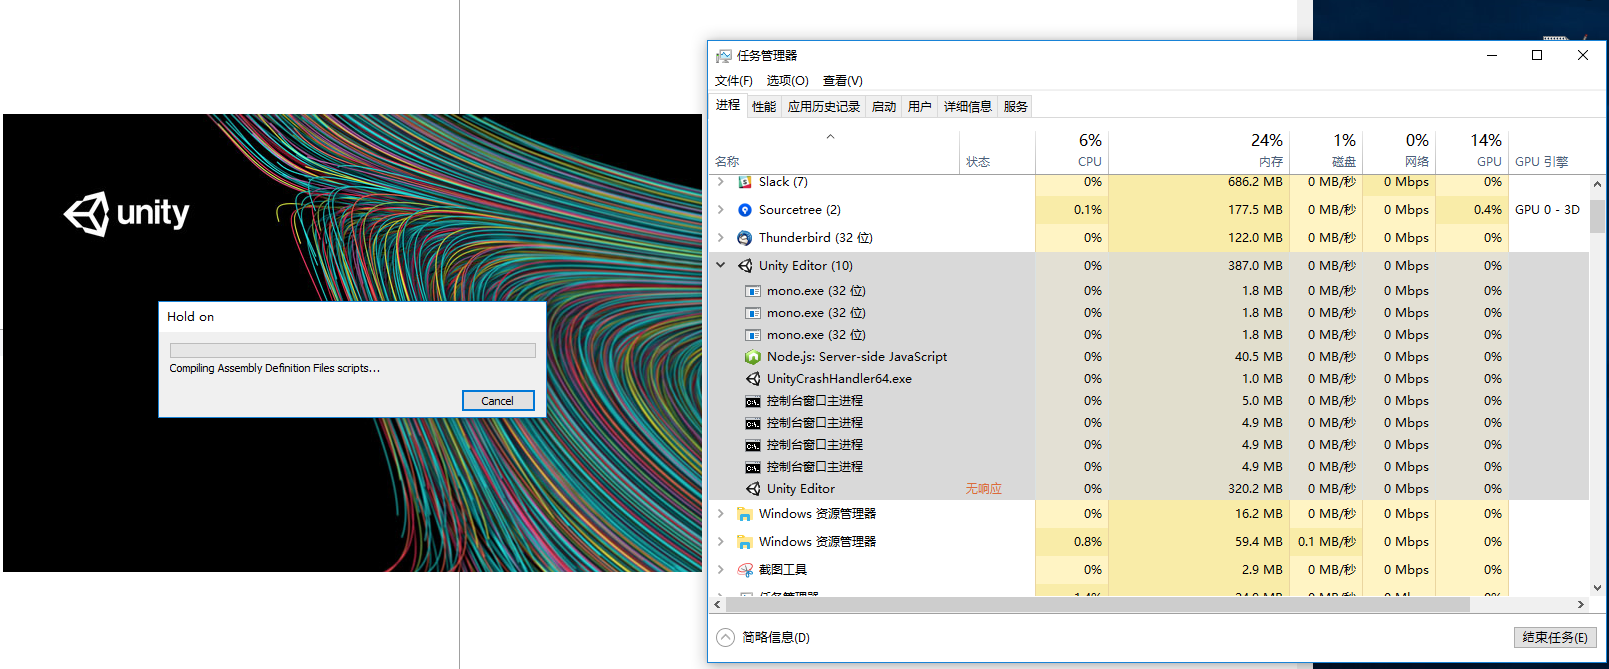 unity
Hold on
Compiling Assembly Definition Files scripts...
Cancel
任务管理器
文件(F) 选项(O) 查看(V)
进程 性能 应用历史记录 启动 用户 详细信息 服务
6% 24% 1% 0% 14%
名称 状态 CPU 内存 磁盘 网络 GPU GPU 引擎
Slack (7) 0% 686.2 MB 0 MB/秒 0 Mbps 0%
Sourcetree (2) 0.1% 177.5 MB 0 MB/秒 0 Mbps 0.4% GPU 0 - 3D
Thunderbird (32 位) 0% 122.0 MB 0 MB/秒 0 Mbps 0%
Unity Editor (10) 0% 387.0 MB 0 MB/秒 0 Mbps 0%
mono.exe (32 位) 0% 1.8 MB 0 MB/秒 0 Mbps 0%
mono.exe (32 位) 0% 1.8 MB 0 MB/秒 0 Mbps 0%
mono.exe (32 位) 0% 1.8 MB 0 MB/秒 0 Mbps 0%
Node.js: Server-side JavaScript 0% 40.5 MB 0 MB/秒 0 Mbps 0%
UnityCrashHandler64.exe 0% 1.0 MB 0 MB/秒 0 Mbps 0%
控制台窗口主进程 0% 5.0 MB 0 MB/秒 0 Mbps 0%
控制台窗口主进程 0% 4.9 MB 0 MB/秒 0 Mbps 0%
控制台窗口主进程 0% 4.9 MB 0 MB/秒 0 Mbps 0%
控制台窗口主进程 0% 4.9 MB 0 MB/秒 0 Mbps 0%
Unity Editor 无响应 0% 320.2 MB 0 MB/秒 0 Mbps 0%
Windows 资源管理器 0% 16.2 MB 0 MB/秒 0 Mbps 0%
Windows 资源管理器 0.8% 59.4 MB 0.1 MB/秒 0 Mbps 0%
截图工具 0% 2.9 MB 0 MB/秒 0 Mbps 0%
任务管理器
简略信息(D)
结束任务(E)